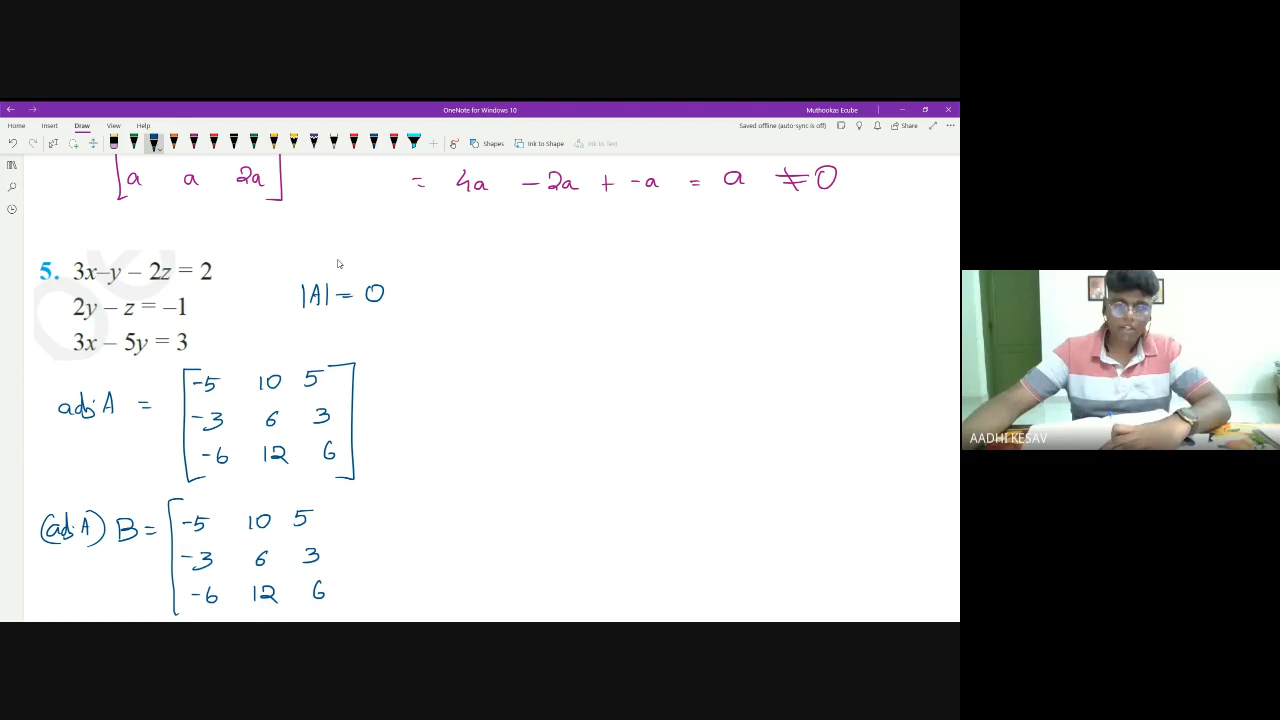 OneNote for Windows 10
Muthookas Ecube
Home Insert Draw View Help
Saved offline (auto-sync is off)
Share
Shapes
Ink to Shape
Ink to Text
a a 2a
= 4a - 2a + -a = a ≠ 0
5. 3x–y – 2z = 2
2y – z = –1
3x – 5y = 3
|A| = 0
adj A =
-5 10 5
-3 6 3
-6 12 6
(adj A) B =
-5 10 5
-3 6 3
-6 12 6
AADHI KESAV